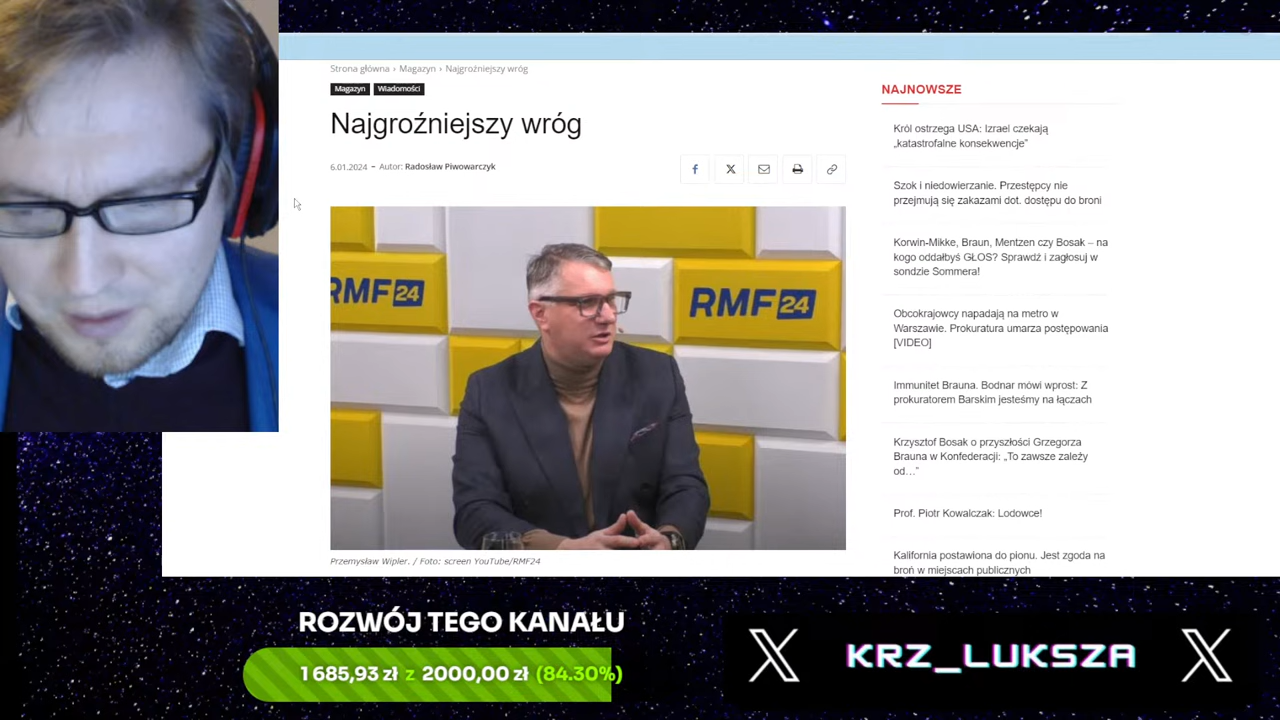 Strona główna › Magazyn › Najgroźniejszy wróg
Magazyn Wiadomości
Najgroźniejszy wróg
6.01.2024 - Autor: Radosław Piwowarczyk
RMF24
RMF24
Przemysław Wipler. / Foto: screen YouTube/RMF24
NAJNOWSZE
Król ostrzega USA: Izrael czekają
„katastrofalne konsekwencje”
Szok i niedowierzanie. Przestępcy nie
przejmują się zakazami dot. dostępu do broni
Korwin-Mikke, Braun, Mentzen czy Bosak – na
kogo oddałbyś GŁOS? Sprawdź i zagłosuj w
sondzie Sommera!
Obcokrajowcy napadają na metro w
Warszawie. Prokuratura umarza postępowania
[VIDEO]
Immunitet Brauna. Bodnar mówi wprost: Z
prokuratorem Barskim jesteśmy na łączach
Krzysztof Bosak o przyszłości Grzegorza
Brauna w Konfederacji: „To zawsze zależy
od…”
Prof. Piotr Kowalczak: Lodowce!
Kalifornia postawiona do pionu. Jest zgoda na
broń w miejscach publicznych
ROZWÓJ TEGO KANAŁU
1 685,93 zł z 2000,00 zł (84.30%)
X KRZ_LUKSZA X